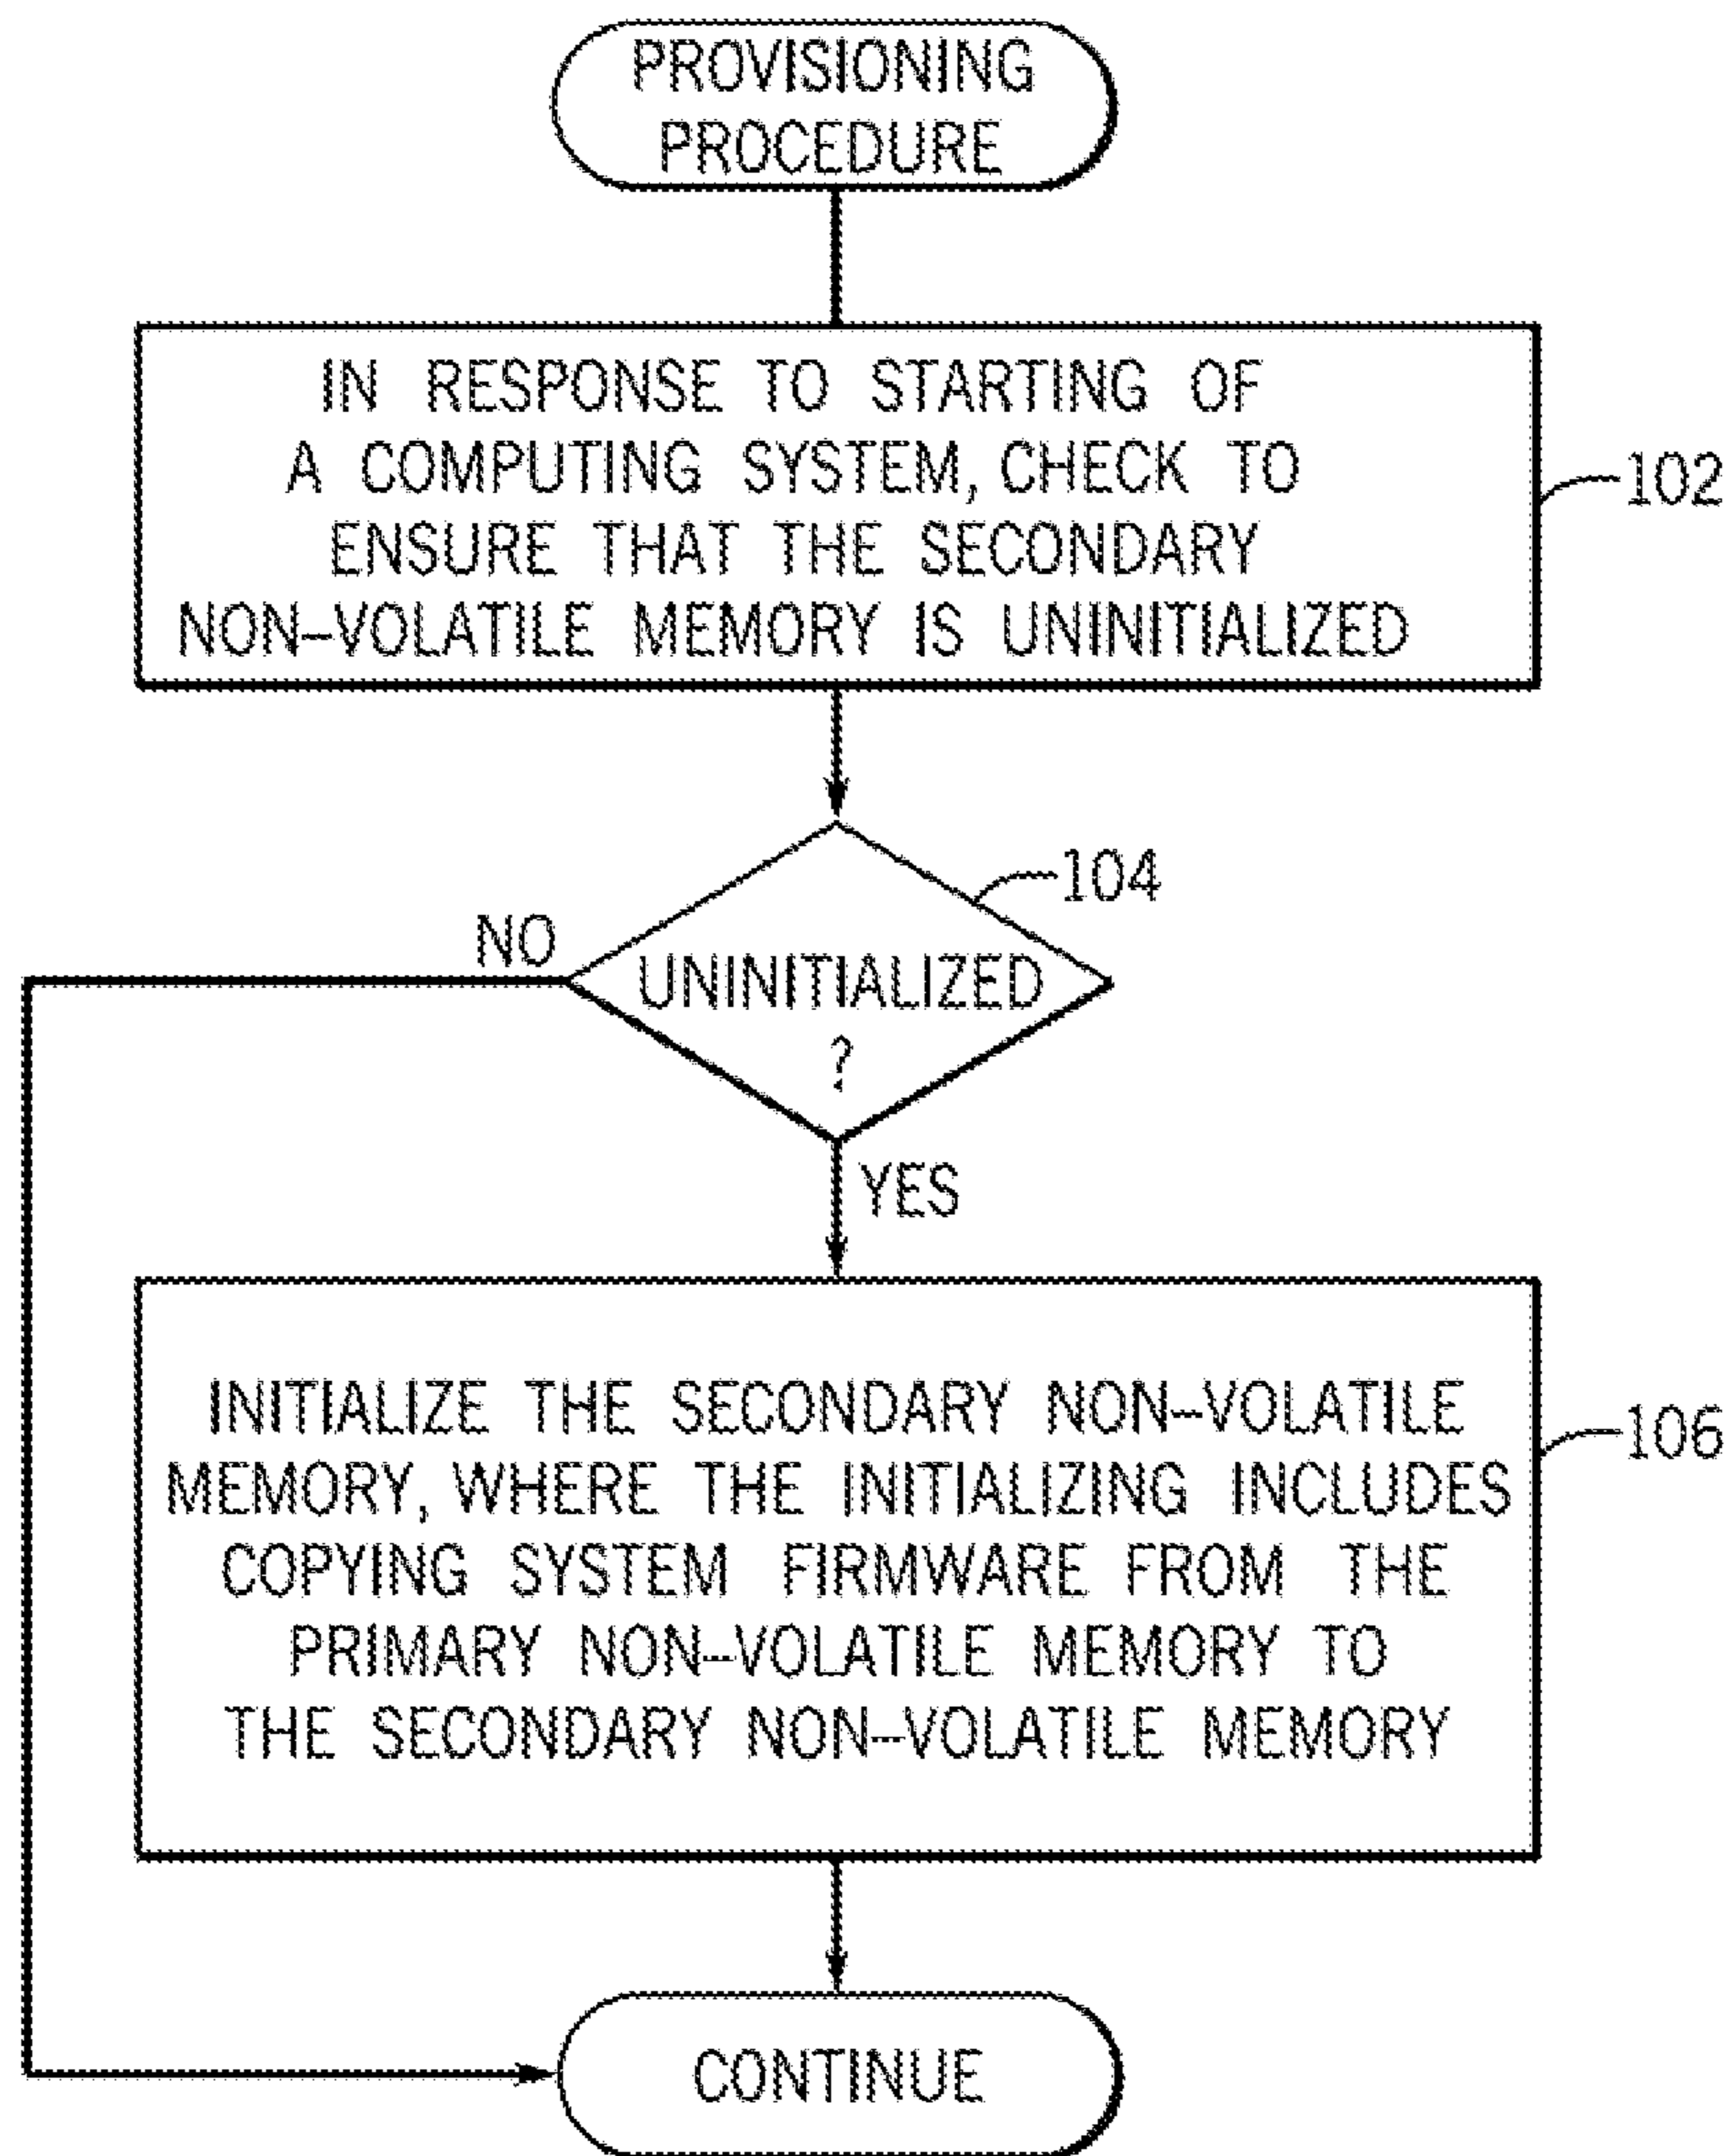 PROVISIONING
PROCEDURE
IN RESPONSE TO STARTING OF
A COMPUTING SYSTEM, CHECK TO
ENSURE THAT THE SECONDARY
NON-VOLATILE MEMORY IS UNINITIALIZED
102
104
NO
UNINITIALIZED
?
YES
INITIALIZE THE SECONDARY NON-VOLATILE
MEMORY, WHERE THE INITIALIZING INCLUDES
COPYING SYSTEM FIRMWARE FROM THE
PRIMARY NON-VOLATILE MEMORY TO
THE SECONDARY NON-VOLATILE MEMORY
106
CONTINUE